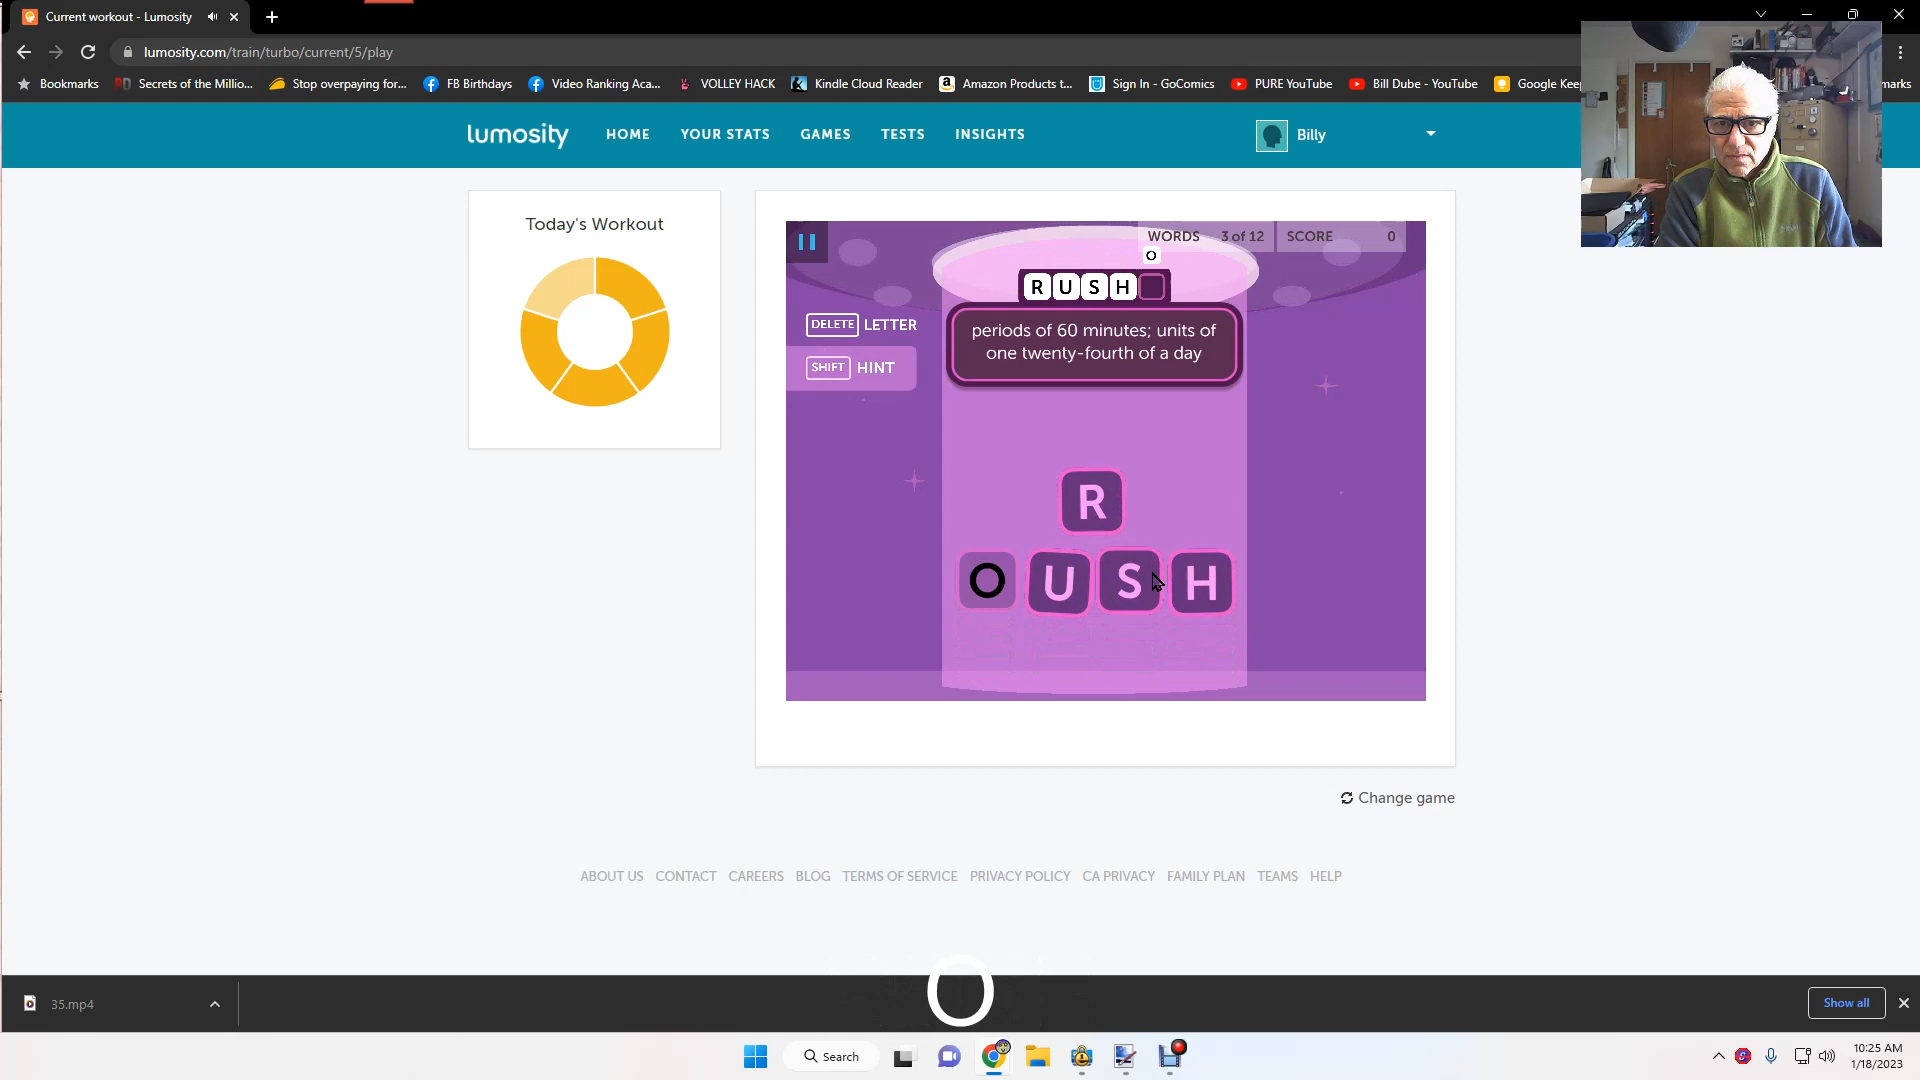 Current workout - Lumosity
lumosity.com/train/turbo/current/5/play
Bookmarks
Secrets of the Millio...
Stop overpaying for...
FB Birthdays
Video Ranking Aca...
VOLLEY HACK
Kindle Cloud Reader
Amazon Products t...
Sign In - GoComics
PURE YouTube
Bill Dube - YouTube
Google Kee
marks
lumosity
HOME
YOUR STATS
GAMES
TESTS
INSIGHTS
Billy
Today's Workout
WORDS 3 of 12
SCORE 0
O
R U S H
DELETE LETTER
SHIFT HINT
periods of 60 minutes; units of
one twenty-fourth of a day
R
O U S H
Change game
ABOUT US CONTACT CAREERS BLOG TERMS OF SERVICE PRIVACY POLICY CA PRIVACY FAMILY PLAN TEAMS HELP
O
35.mp4
Show all
Search
10:25 AM
1/18/2023